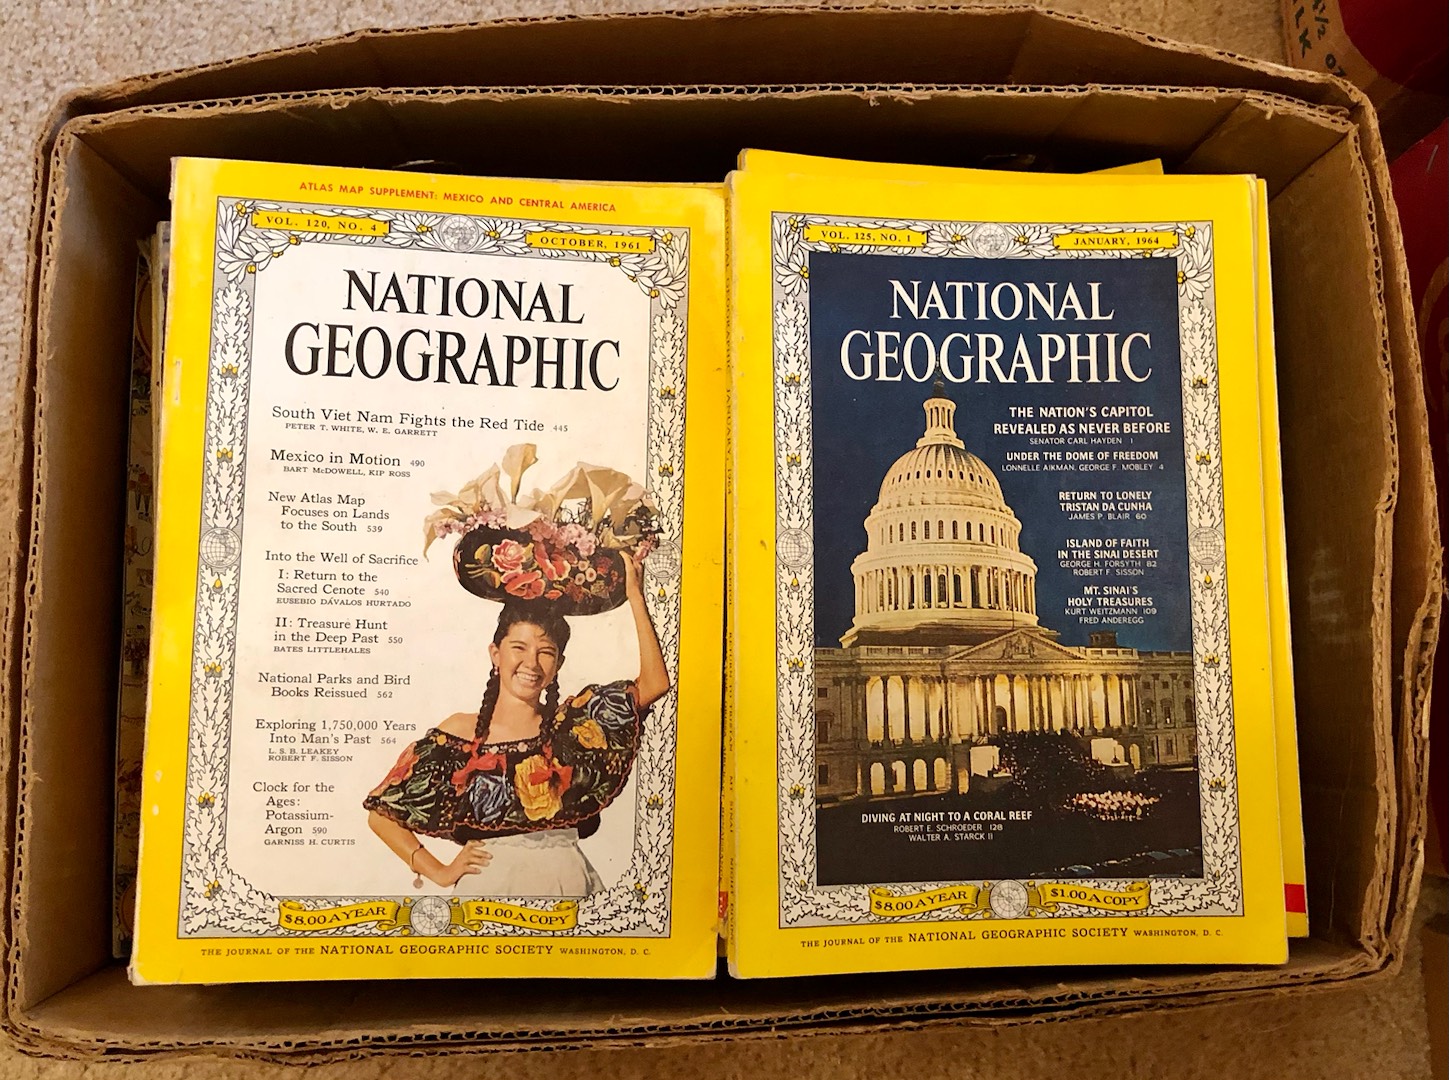 ATLAS MAP SUPPLEMENT: MEXICO AND CENTRAL AMERICA
VOL. 120, NO. 4
OCTOBER, 1961
NATIONAL
GEOGRAPHIC
South Viet Nam Fights the Red Tide 445
PETER T. WHITE, W. E. GARRETT
Mexico in Motion 490
BART McDOWELL, KIP ROSS
New Atlas Map
Focuses on Lands
to the South 539
Into the Well of Sacrifice
I: Return to the
Sacred Cenote 540
EUSEBIO DÁVALOS HURTADO
II: Treasure Hunt
in the Deep Past 550
BATES LITTLEHALES
National Parks and Bird
Books Reissued 562
Exploring 1,750,000 Years
Into Man's Past 564
L. S. B. LEAKEY
ROBERT F. SISSON
Clock for the
Ages:
Potassium-
Argon 590
GARNISS H. CURTIS
$8.00 A YEAR
$1.00 A COPY
THE JOURNAL OF THE NATIONAL GEOGRAPHIC SOCIETY WASHINGTON, D. C.
VOL. 125, NO. 1
JANUARY, 1964
NATIONAL
GEOGRAPHIC
THE NATION'S CAPITOL
REVEALED AS NEVER BEFORE
SENATOR CARL HAYDEN 1
UNDER THE DOME OF FREEDOM
LONNELLE AIKMAN, GEORGE F. MOBLEY 4
RETURN TO LONELY
TRISTAN DA CUNHA
JAMES P. BLAIR 60
ISLAND OF FAITH
IN THE SINAI DESERT
GEORGE H. FORSYTH 82
ROBERT F. SISSON
MT. SINAI'S
HOLY TREASURES
KURT WEITZMANN 109
FRED ANDEREGG
DIVING AT NIGHT TO A CORAL REEF
ROBERT E. SCHROEDER 128
WALTER A. STARCK II
$8.00 A YEAR
$1.00 A COPY
THE JOURNAL OF THE NATIONAL GEOGRAPHIC SOCIETY WASHINGTON, D. C.
1/2 OZ